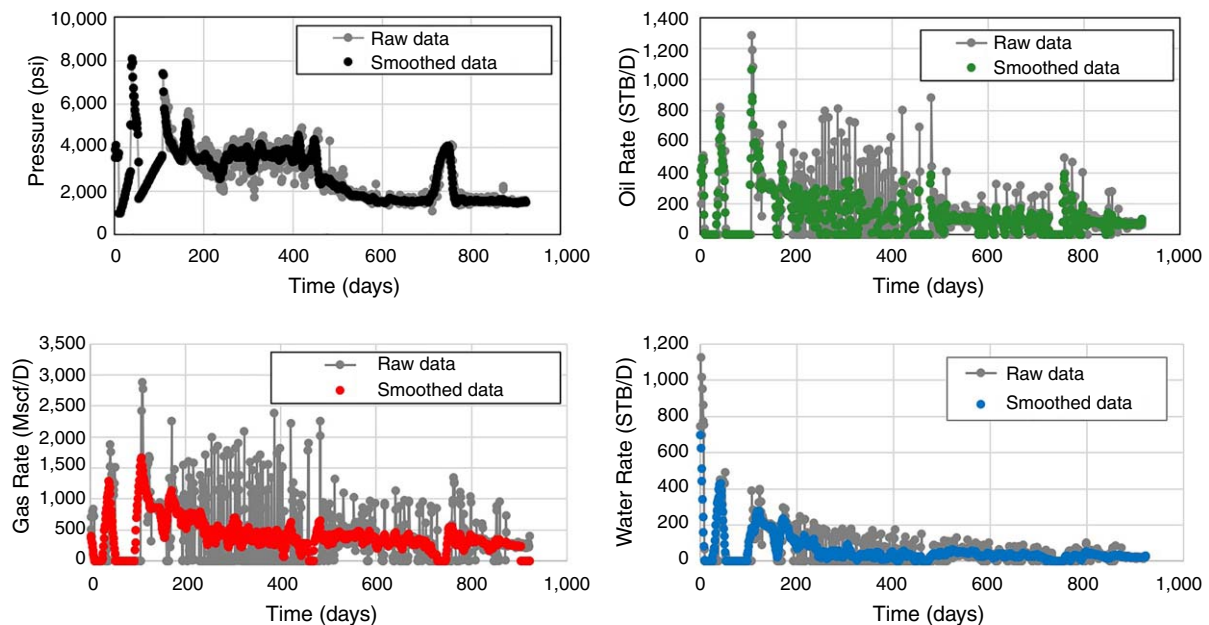 10,000
8,000
6,000
4,000
2,000
0
Pressure (psi)
Raw data
Smoothed data
0 200 400 600 800 1,000
Time (days)
1,400
1,200
1,000
800
600
400
200
0
Oil Rate (STB/D)
Raw data
Smoothed data
0 200 400 600 800 1,000
Time (days)
3,500
3,000
2,500
2,000
1,500
1,000
500
0
Gas Rate (Mscf/D)
Raw data
Smoothed data
0 200 400 600 800 1,000
Time (days)
1,200
1,000
800
600
400
200
0
Water Rate (STB/D)
Raw data
Smoothed data
0 200 400 600 800 1,000
Time (days)